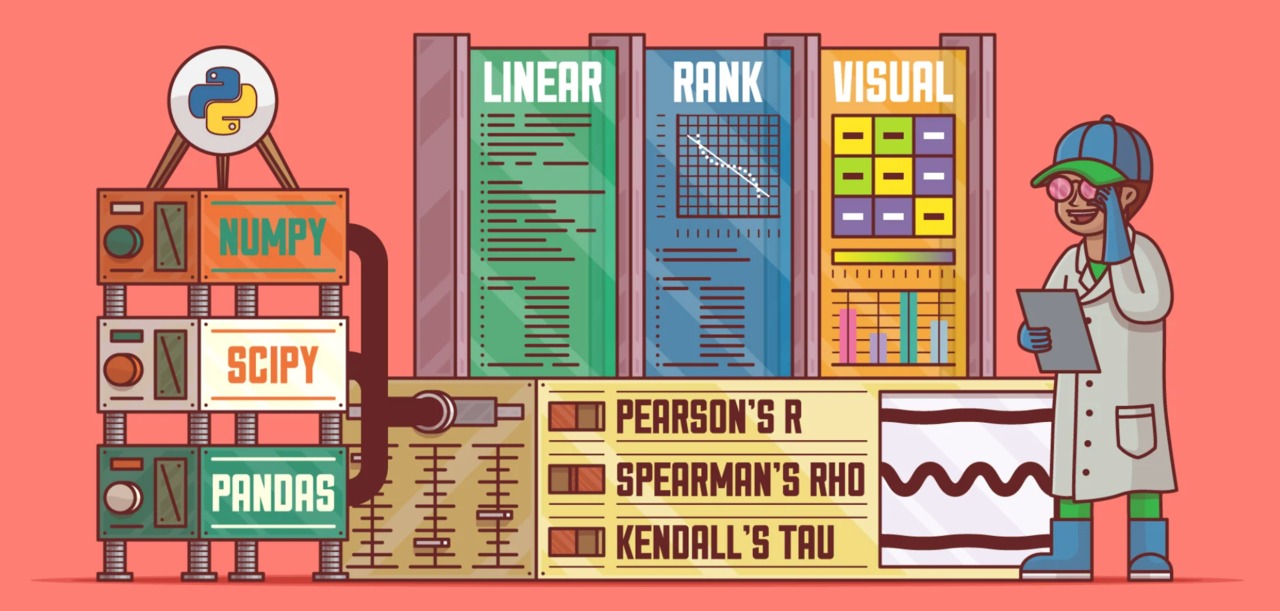 NUMPY
SCIPY
PANDAS
LINEAR
RANK
VISUAL
PEARSON'S R
SPEARMAN'S RHO
KENDALL'S TAU